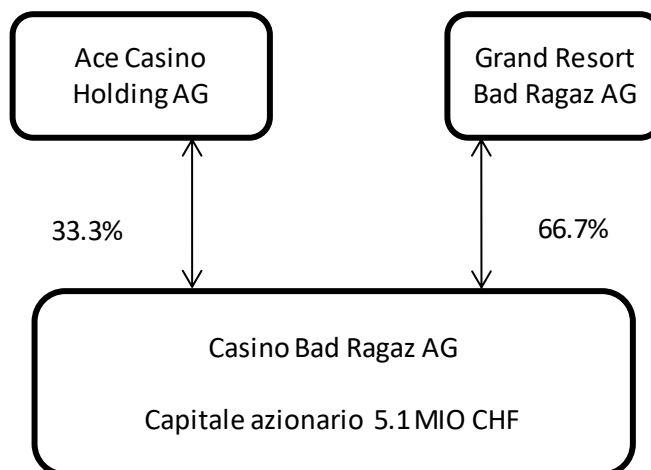 Ace Casino
Holding AG
Grand Resort
Bad Ragaz AG
33.3%
66.7%
Casino Bad Ragaz AG
Capitale azionario 5.1 MIO CHF